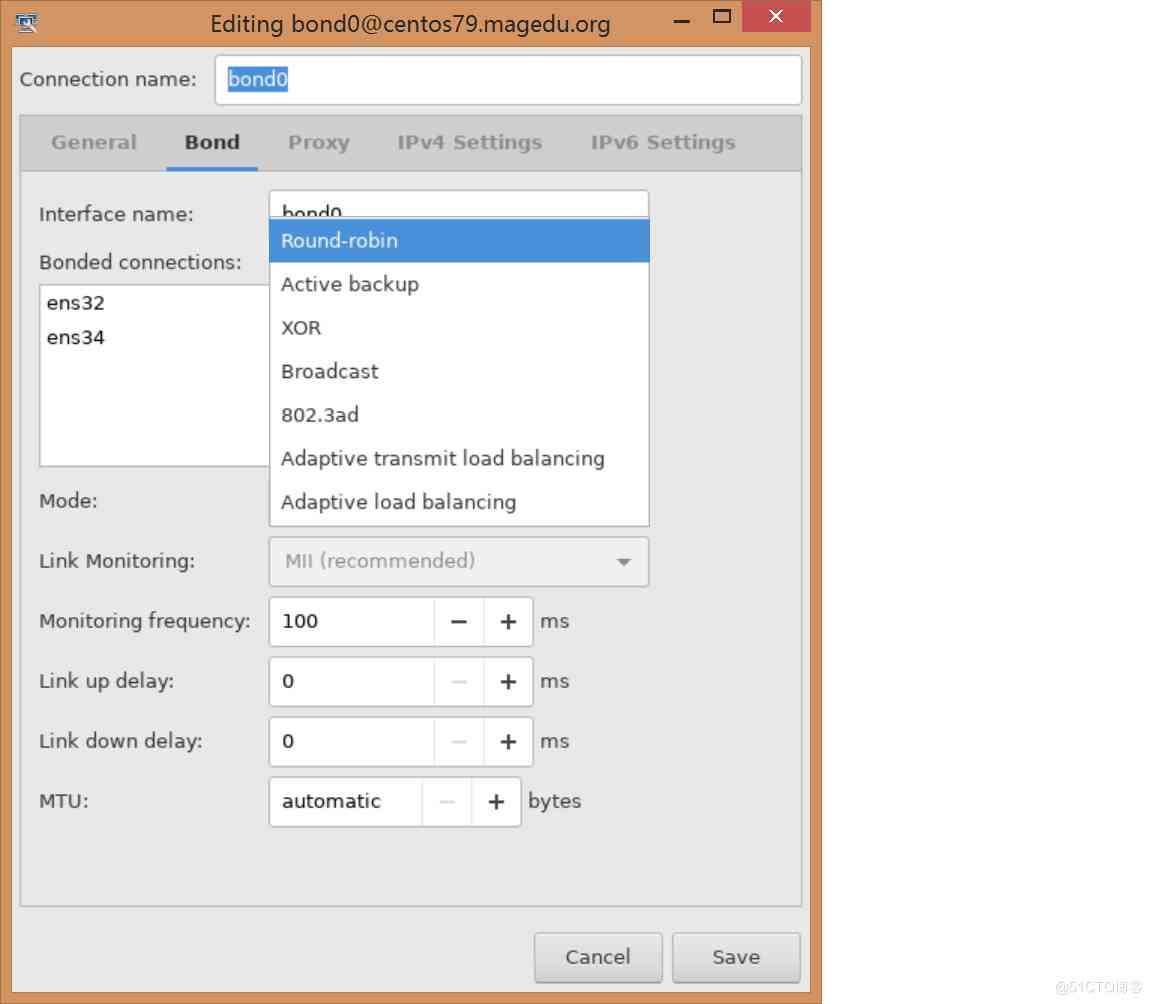 Editing bond0@centos79.magedu.org
Connection name: bond0
General Bond Proxy IPv4 Settings IPv6 Settings
Interface name: bond0
Round-robin
Bonded connections:
Active backup
ens32
XOR
ens34
Broadcast
802.3ad
Adaptive transmit load balancing
Mode:
Adaptive load balancing
Link Monitoring: MII (recommended)
Monitoring frequency: 100 ms
Link up delay: 0 ms
Link down delay: 0 ms
MTU: automatic bytes
Cancel Save
@51CTO博客